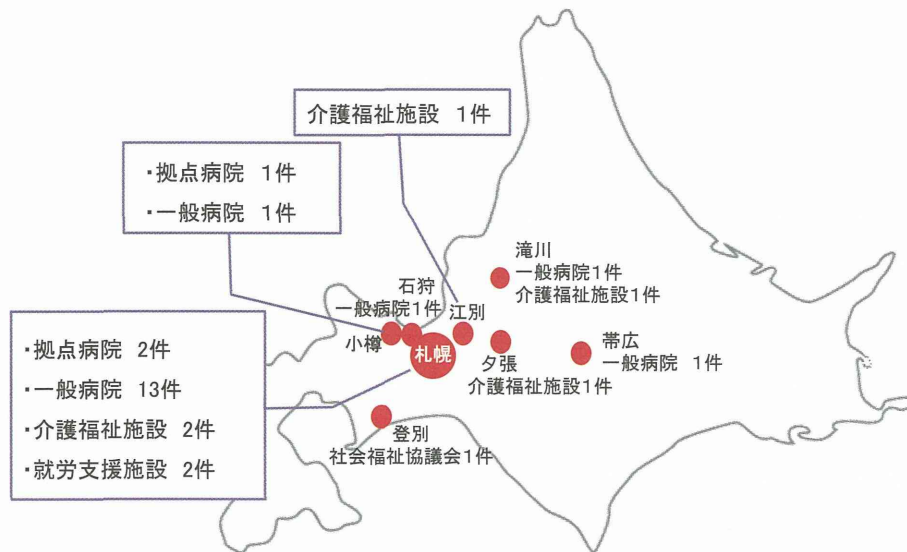 介護福祉施設 1件
・拠点病院 1件
・一般病院 1件
滝川
一般病院1件
介護福祉施設1件
石狩
一般病院1件
江別
小樽
札幌
夕張
介護福祉施設1件
帯広
一般病院 1件
・拠点病院 2件
・一般病院 13件
・介護福祉施設 2件
・就労支援施設 2件
登別
社会福祉協議会1件